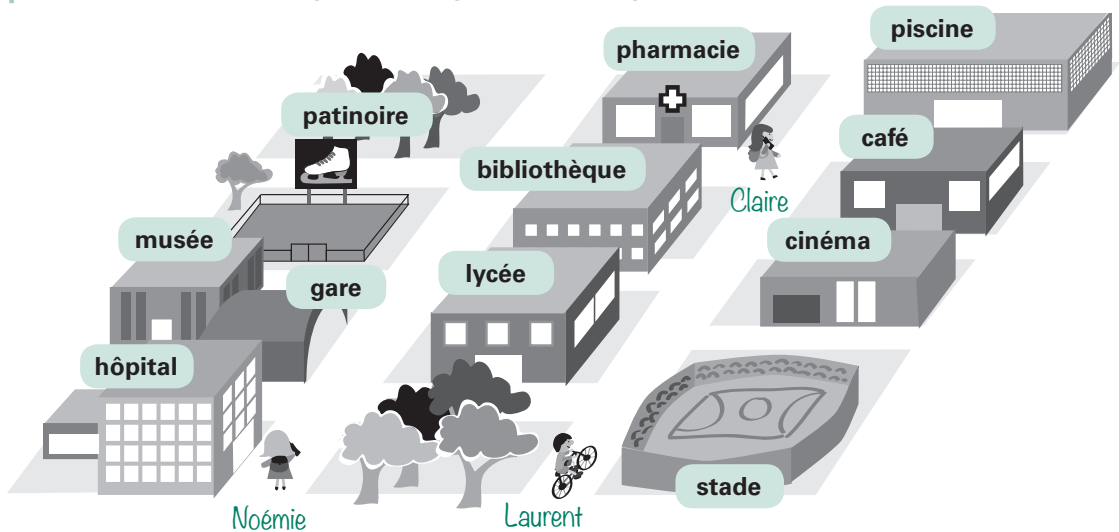 piscine
pharmacie
patinoire
café
bibliothèque
Claire
musée
cinéma
lycée
gare
hôpital
stade
Noémie
Laurent